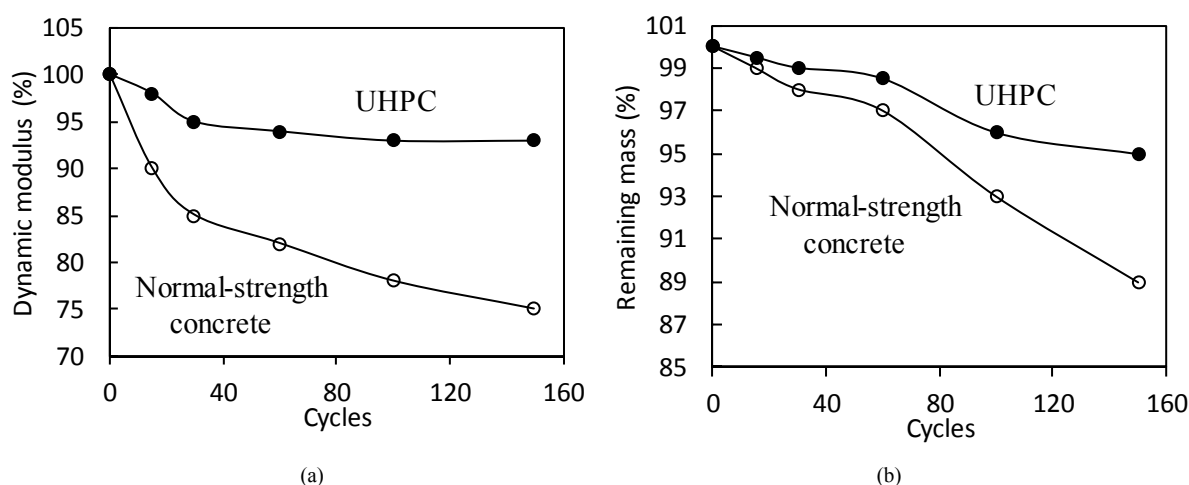 Dynamic modulus (%)
105
100
95
90
85
80
75
70
UHPC
Normal-strength
concrete
0 40 80 120 160
Cycles
(a)
Remaining mass (%)
101
99
97
95
93
91
89
87
85
UHPC
Normal-strength
concrete
0 40 80 120 160
Cycles
(b)